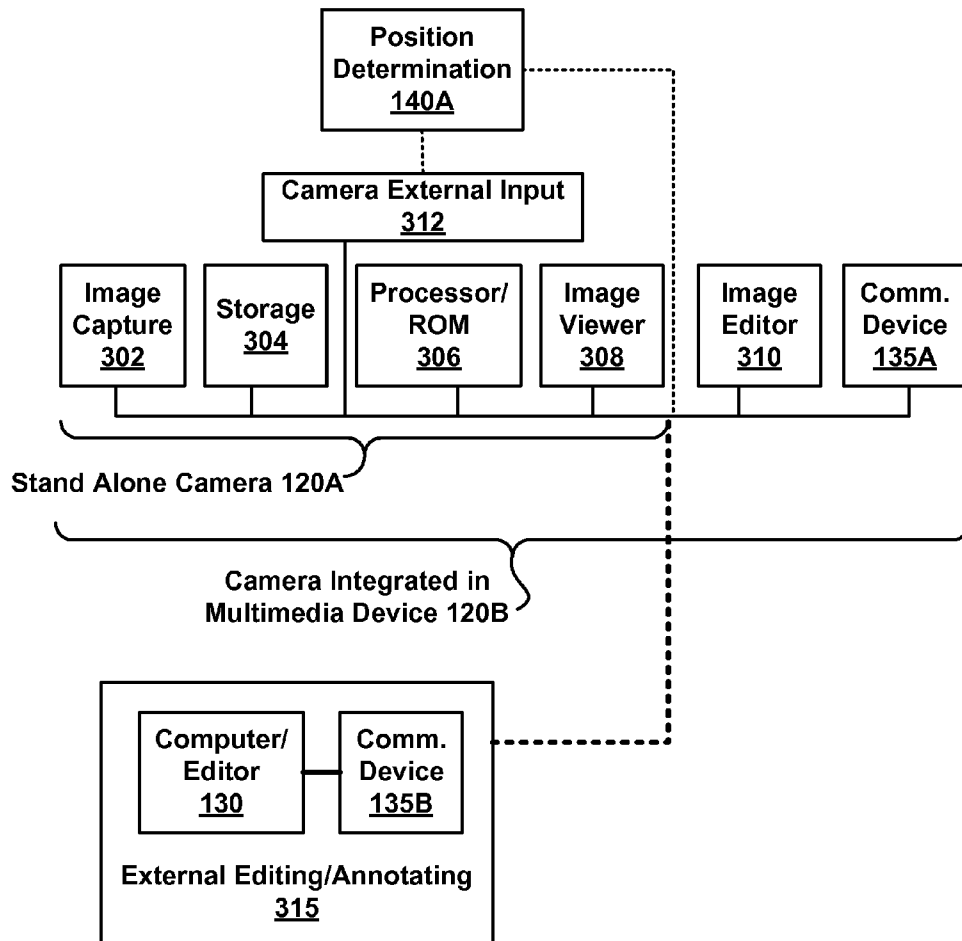 Position
Determination
140A
Camera External Input
312
Image
Capture
302
Storage
304
Processor/
ROM
306
Image
Viewer
308
Image
Editor
310
Comm.
Device
135A
Stand Alone Camera 120A
Camera Integrated in
Multimedia Device 120B
Computer/
Editor
130
Comm.
Device
135B
External Editing/Annotating
315